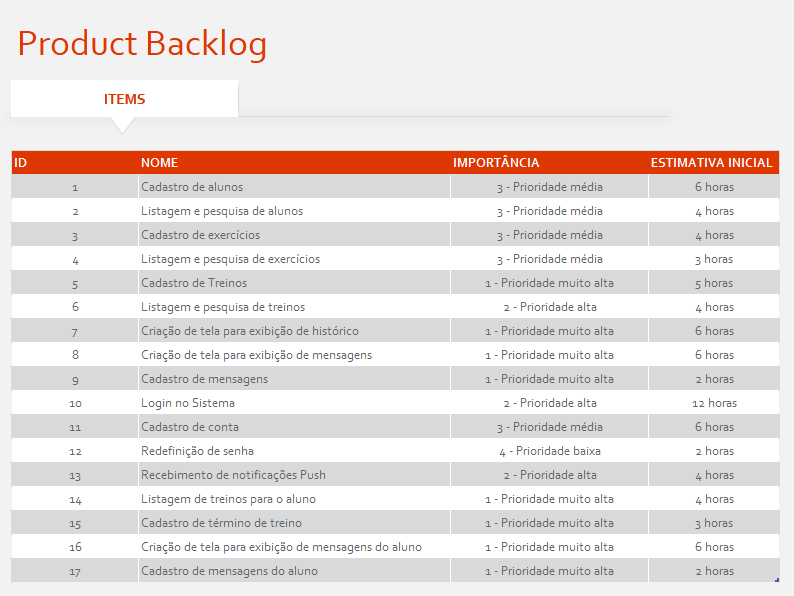 Product Backlog
ITEMS
ID NOME IMPORTÂNCIA ESTIMATIVA INICIAL
1 Cadastro de alunos 3 - Prioridade média 6 horas
2 Listagem e pesquisa de alunos 3 - Prioridade média 4 horas
3 Cadastro de exercícios 3 - Prioridade média 4 horas
4 Listagem e pesquisa de exercícios 3 - Prioridade média 3 horas
5 Cadastro de Treinos 1 - Prioridade muito alta 5 horas
6 Listagem e pesquisa de treinos 2 - Prioridade alta 4 horas
7 Criação de tela para exibição de histórico 1 - Prioridade muito alta 6 horas
8 Criação de tela para exibição de mensagens 1 - Prioridade muito alta 6 horas
9 Cadastro de mensagens 1 - Prioridade muito alta 2 horas
10 Login no Sistema 2 - Prioridade alta 12 horas
11 Cadastro de conta 3 - Prioridade média 6 horas
12 Redefinição de senha 4 - Prioridade baixa 2 horas
13 Recebimento de notificações Push 2 - Prioridade alta 4 horas
14 Listagem de treinos para o aluno 1 - Prioridade muito alta 4 horas
15 Cadastro de término de treino 1 - Prioridade muito alta 3 horas
16 Criação de tela para exibição de mensagens do aluno 1 - Prioridade muito alta 6 horas
17 Cadastro de mensagens do aluno 1 - Prioridade muito alta 2 horas